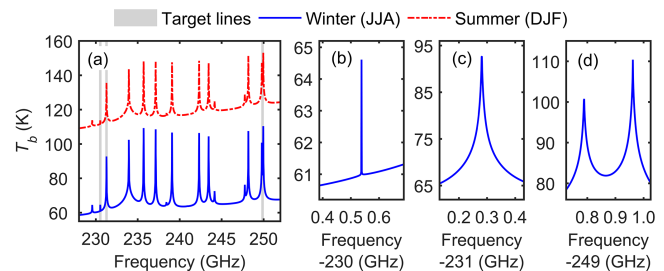 Target lines Winter (JJA) Summer (DJF)
160
140
120
100
80
60
T_b (K)
(a)
230 235 240 245 250
Frequency (GHz)
65
64
63
62
61
(b)
0.4 0.5 0.6
Frequency
-230 (GHz)
95
85
75
65
(c)
0.2 0.3 0.4
Frequency
-231 (GHz)
110
100
90
80
(d)
0.8 0.9 1.0
Frequency
-249 (GHz)